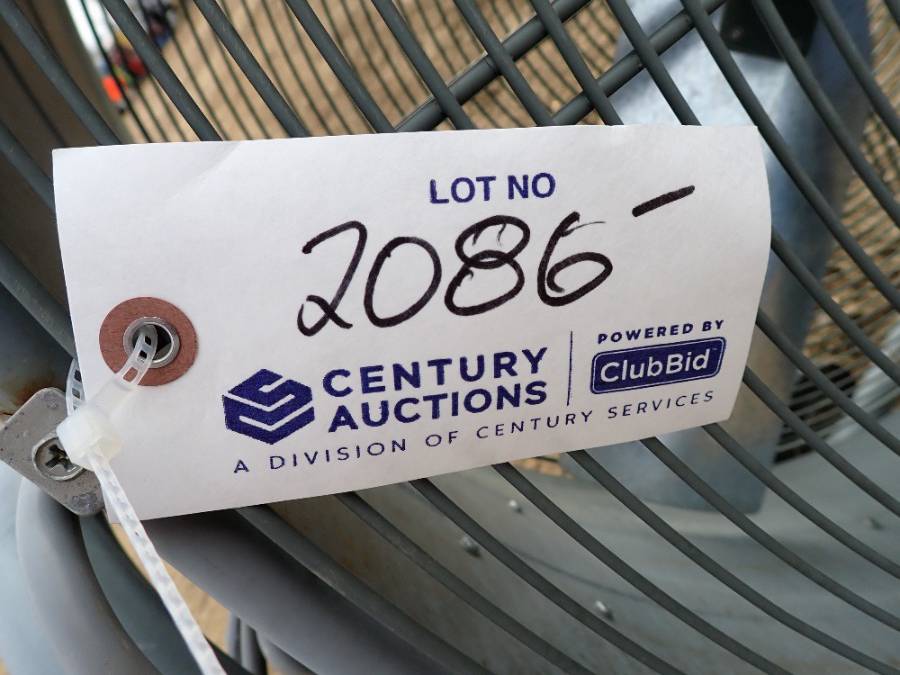 LOT NO
2086-
CENTURY AUCTIONS
POWERED BY
ClubBid
A DIVISION OF CENTURY SERVICES